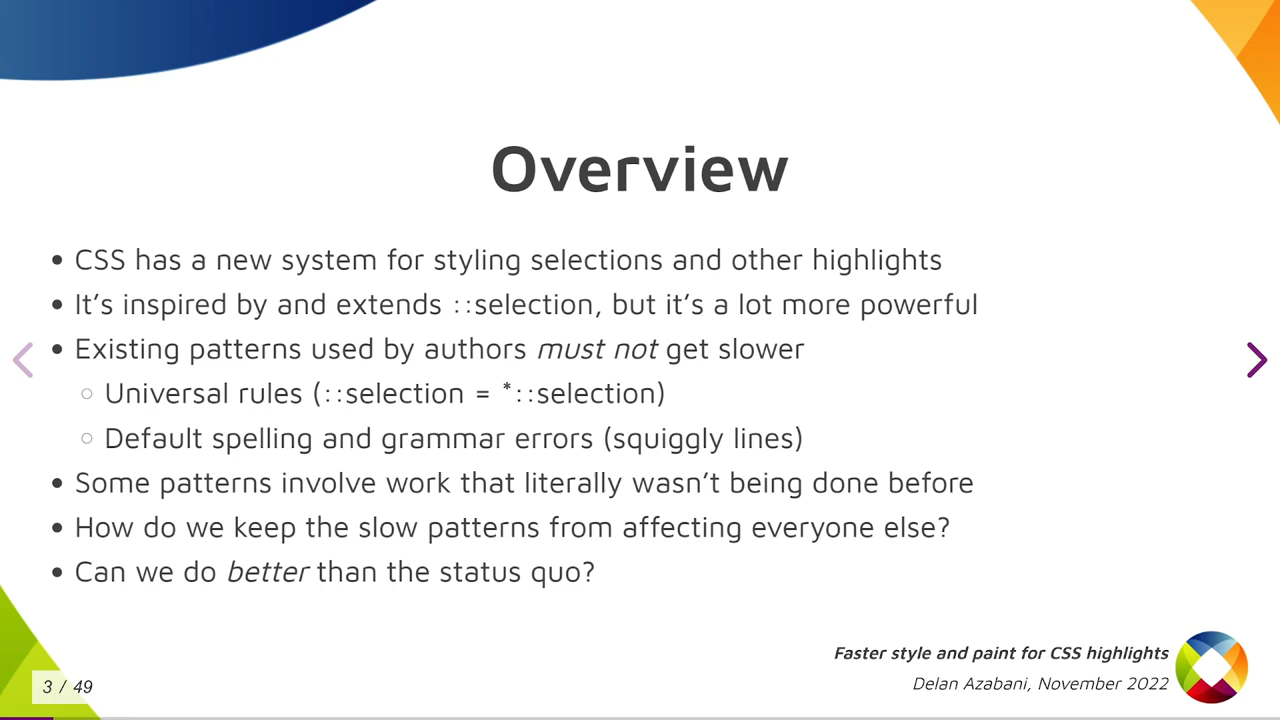 Overview
• CSS has a new system for styling selections and other highlights
• It’s inspired by and extends ::selection, but it’s a lot more powerful
• Existing patterns used by authors must not get slower
○ Universal rules (::selection = *::selection)
○ Default spelling and grammar errors (squiggly lines)
• Some patterns involve work that literally wasn’t being done before
• How do we keep the slow patterns from affecting everyone else?
• Can we do better than the status quo?
Faster style and paint for CSS highlights
Delan Azabani, November 2022
3 / 49